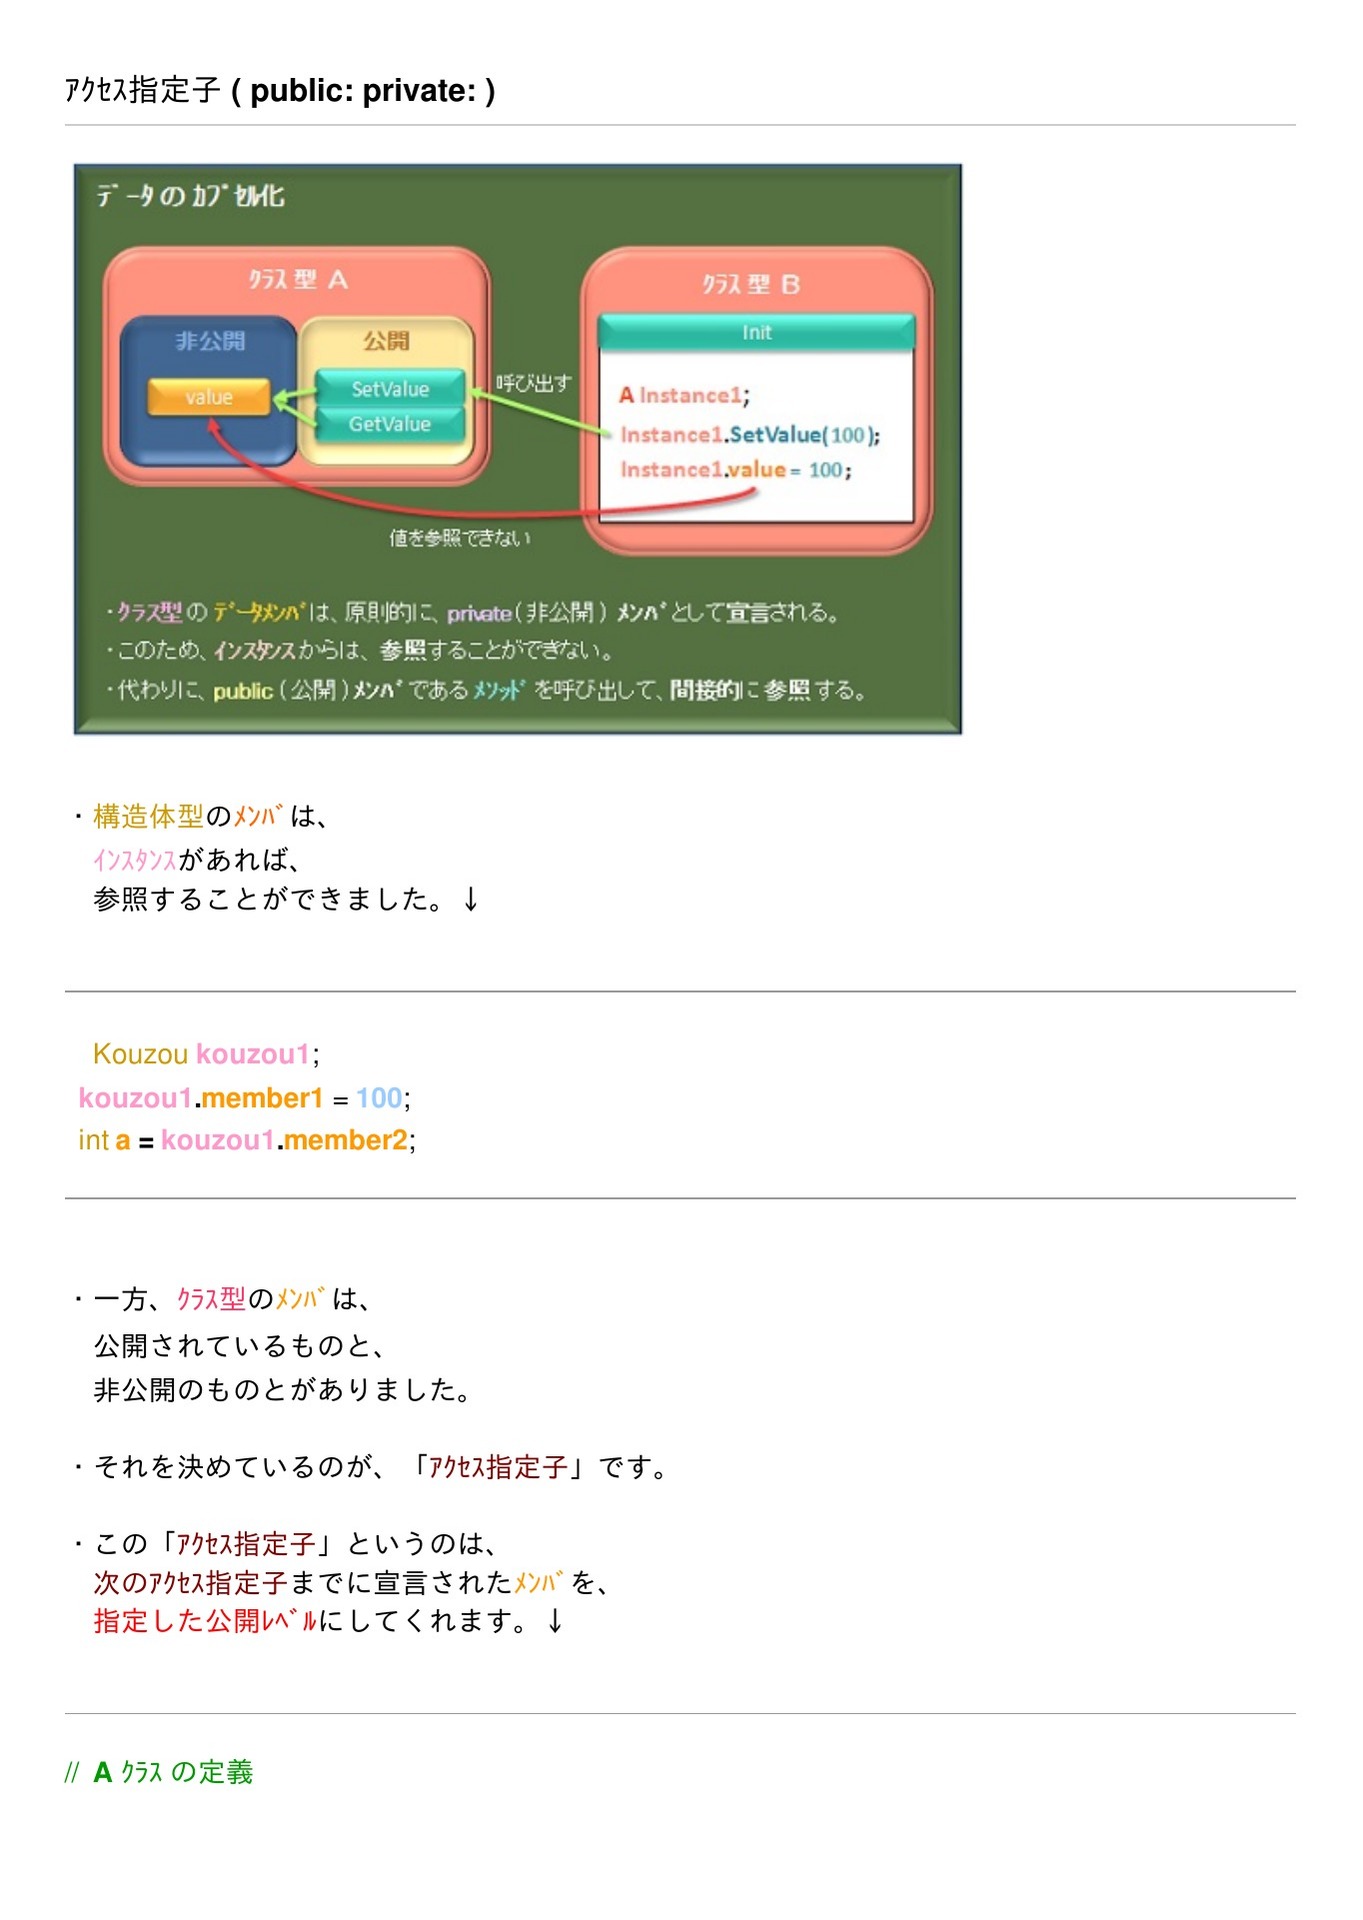 ｱｸｾｽ指定子 ( public: private: )
ﾃﾞｰﾀの ｶﾌﾟｾﾙ化
ｸﾗｽ 型 A
非公開
value
公開
SetValue
GetValue
呼び出す
値を参照できない
ｸﾗｽ 型 B
Init
A Instance1;
Instance1.SetValue(100);
Instance1.value = 100;
・クラス型の ﾃﾞｰﾀﾒﾝﾊﾞは、原則的に、private（非公開）ﾒﾝﾊﾞとして宣言される。
・このため、ｲﾝｽﾀﾝｽからは、参照することができない。
・代わりに、public（公開）ﾒﾝﾊﾞである ﾒｿｯﾄﾞ を呼び出して、間接的に参照する。
・構造体型のﾒﾝﾊﾞは、
ｲﾝｽﾀﾝｽがあれば、
参照することができました。↓
Kouzou kouzou1;
kouzou1.member1 = 100;
int a = kouzou1.member2;
・一方、ｸﾗｽ型のﾒﾝﾊﾞは、
公開されているものと、
非公開のものとがありました。
・それを決めているのが、「ｱｸｾｽ指定子」です。
・この「ｱｸｾｽ指定子」というのは、
次のｱｸｾｽ指定子までに宣言されたﾒﾝﾊﾞを、
指定した公開ﾚﾍﾞﾙにしてくれます。↓
// A ｸﾗｽ の定義